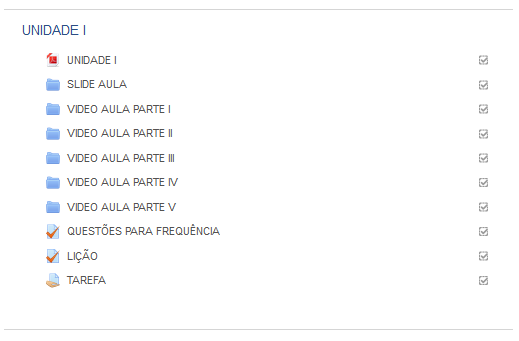 UNIDADE I
UNIDADE I
SLIDE AULA
VIDEO AULA PARTE I
VIDEO AULA PARTE II
VIDEO AULA PARTE III
VIDEO AULA PARTE IV
VIDEO AULA PARTE V
QUESTÕES PARA FREQUÊNCIA
LIÇÃO
TAREFA